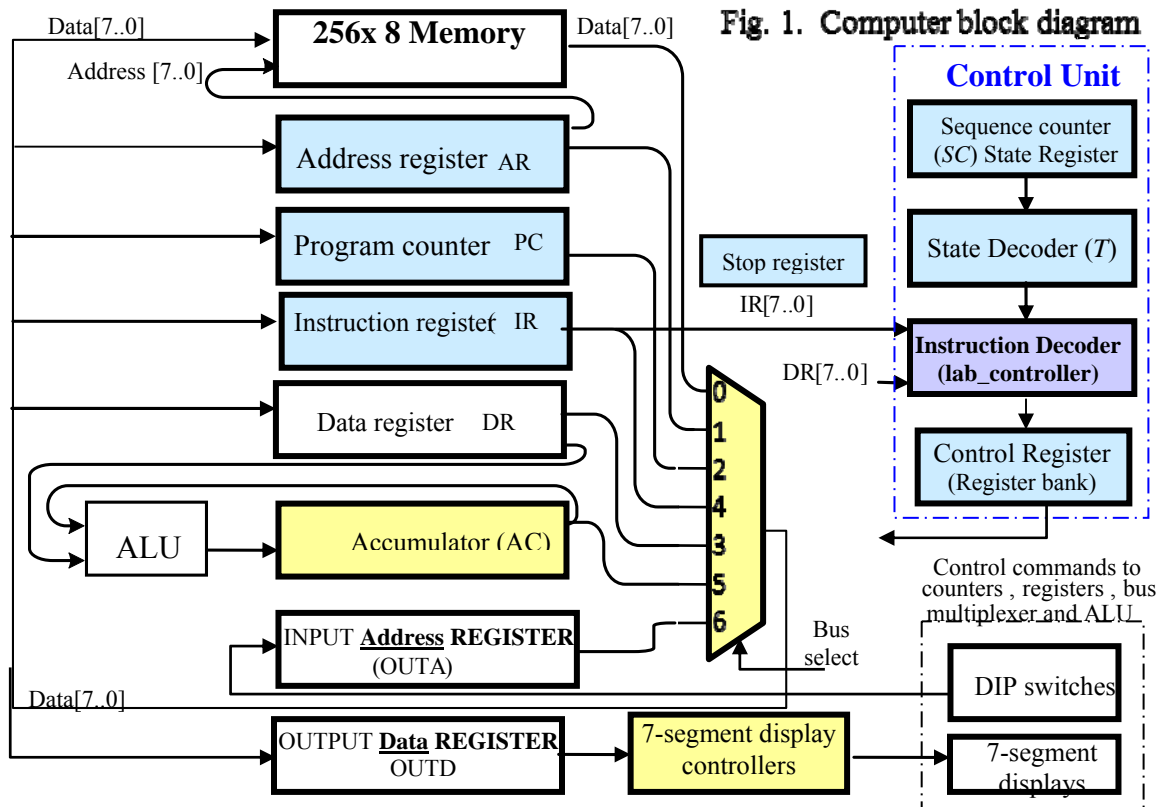 Fig. 1. Computer block diagram
Data[7..0]
256x 8 Memory
Data[7..0]
Address [7..0]
Address register AR
Program counter PC
Instruction register( IR
Data register DR
ALU
Accumulator (AC)
INPUT Address REGISTER
(OUTA)
Data[7..0]
OUTPUT Data REGISTER
OUTD
7-segment display
controllers
0
1
2
4
3
5
6
Bus
select
Stop register
IR[7..0]
DR[7..0]
Control Unit
Sequence counter
(SC) State Register
State Decoder (T)
Instruction Decoder
(lab_controller)
Control Register
(Register bank)
Control commands to
counters , registers , bus
multiplexer and ALU
DIP switches
7-segment
displays